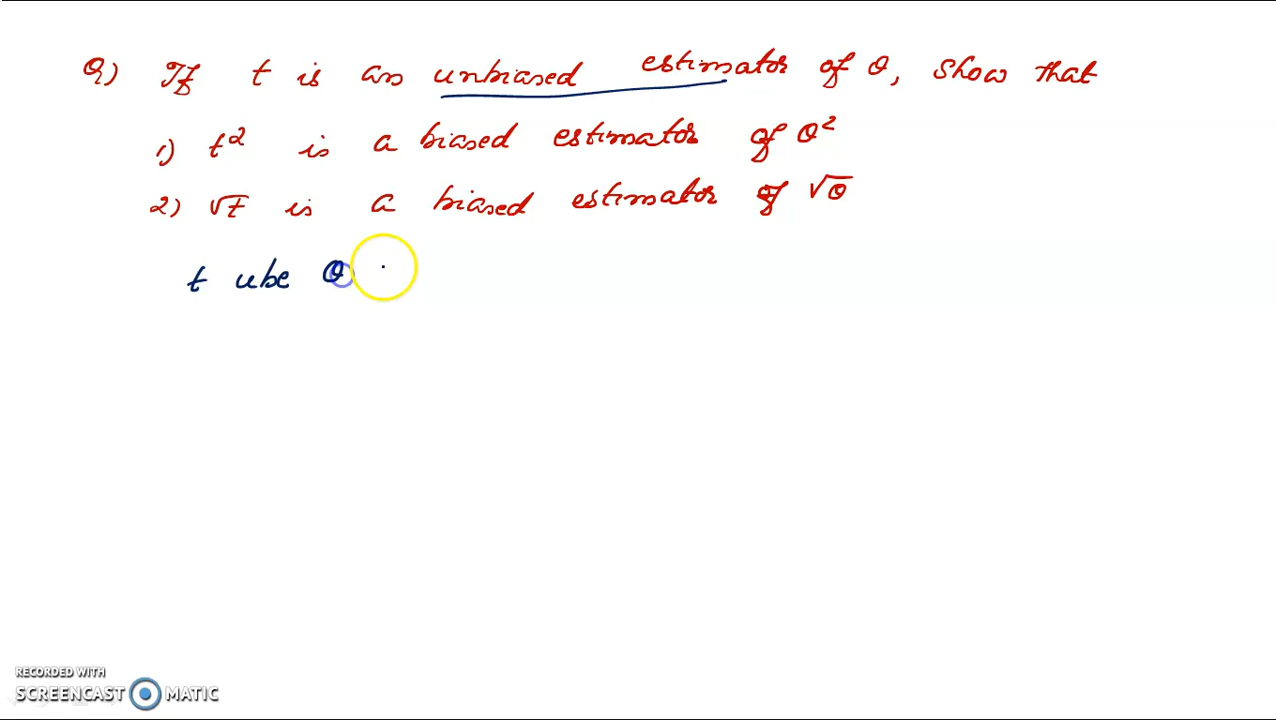 Q) If t is an unbiased estimator of θ, show that
1) t² is a biased estimator of θ²
2) √t is a biased estimator of √θ
t ube θ
RECORDED WITH
SCREENCAST MATIC